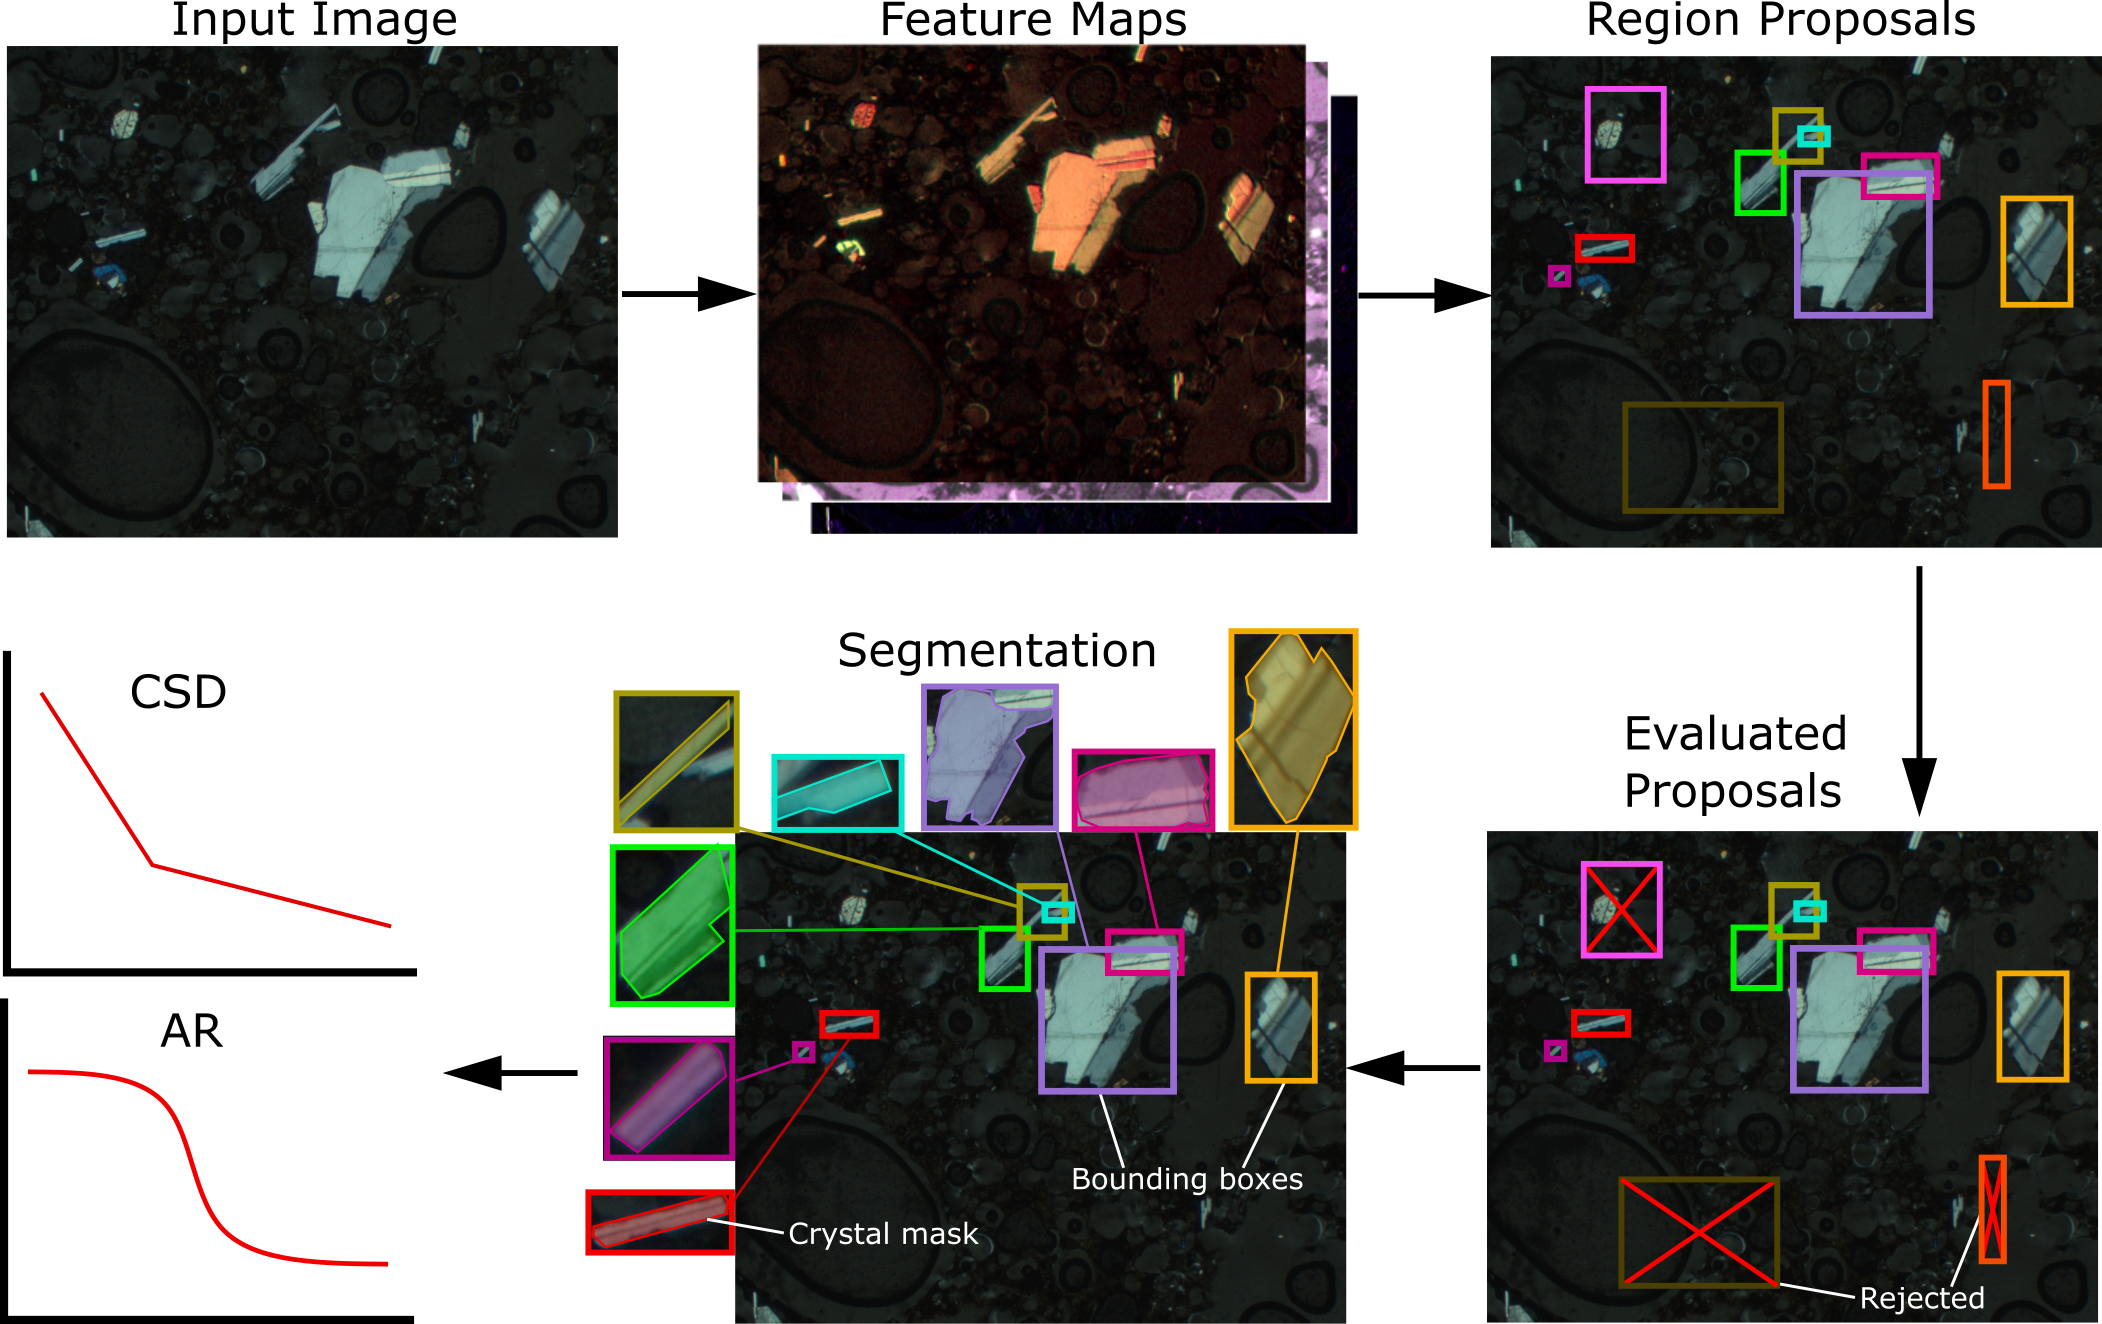 Input Image
Feature Maps
Region Proposals
Segmentation
Evaluated
Proposals
CSD
AR
Bounding boxes
Crystal mask
Rejected